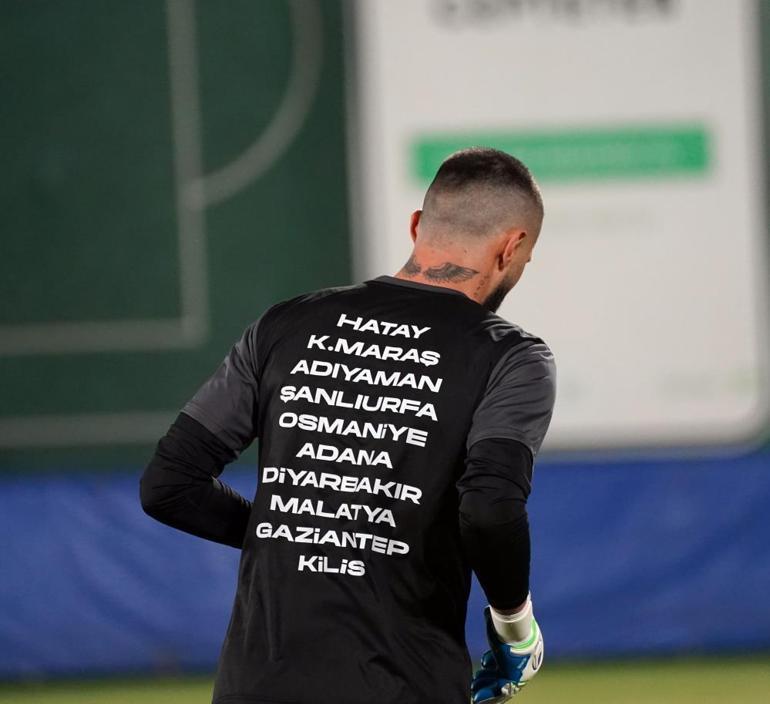 HATAY
K.MARAŞ
ADIYAMAN
ŞANLIURFA
OSMANİYE
ADANA
DİYARBAKIR
MALATYA
GAZİANTEP
KİLİS